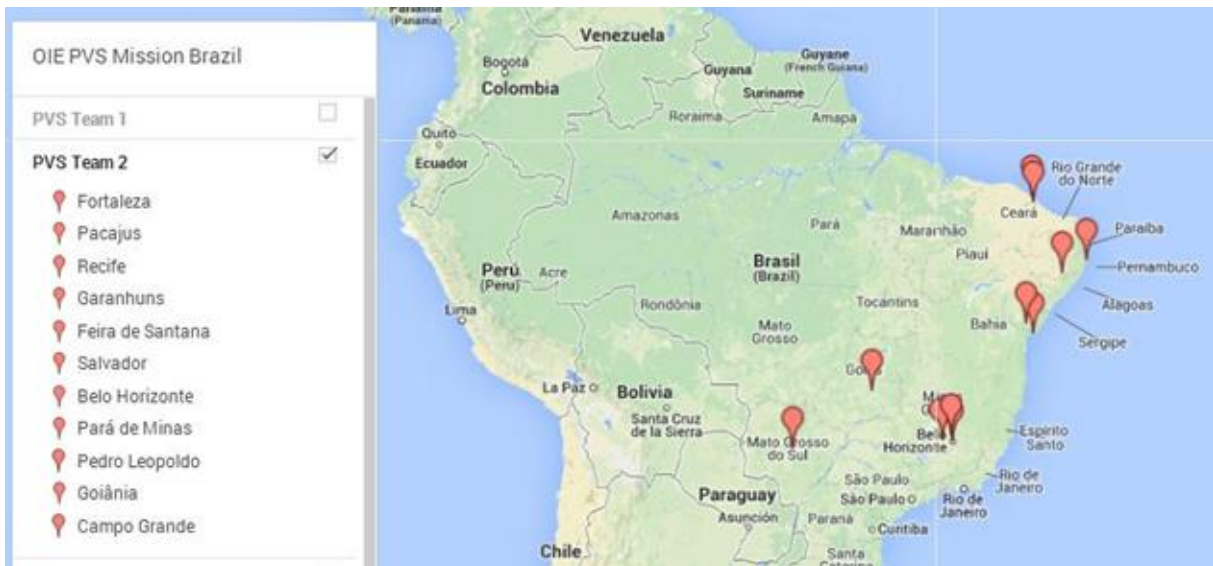 OIE PVS Mission Brazil
PVS Team 1
PVS Team 2
Fortaleza
Pacajus
Recife
Garanhuns
Feira de Santana
Salvador
Belo Horizonte
Pará de Minas
Pedro Leopoldo
Goiânia
Campo Grande
(Panama)
Venezuela
Bogotá
Colombia
Guyana
Guyane
(French Guiana)
Suriname
Roraima
Amapá
Quito
Ecuador
Rio Grande
do Norte
Ceará
Amazonas
Pará
Maranhão
Paraíba
Piauí
Brasil
(Brazil)
Pernambuco
Perú
(Peru)
Acre
Rondônia
Tocantins
Alagoas
Lima
Bahia
Mato
Grosso
Sergipe
La Paz
Bolivia
Santa Cruz
de la Sierra
Mato Grosso
do Sul
Belo
Horizonte
Espírito
Santo
São Paulo
Rio de
Janeiro
Paraguay
São Paulo
Rio de
Janeiro
Asunción
Paraná
Curitiba
Chile
Santa